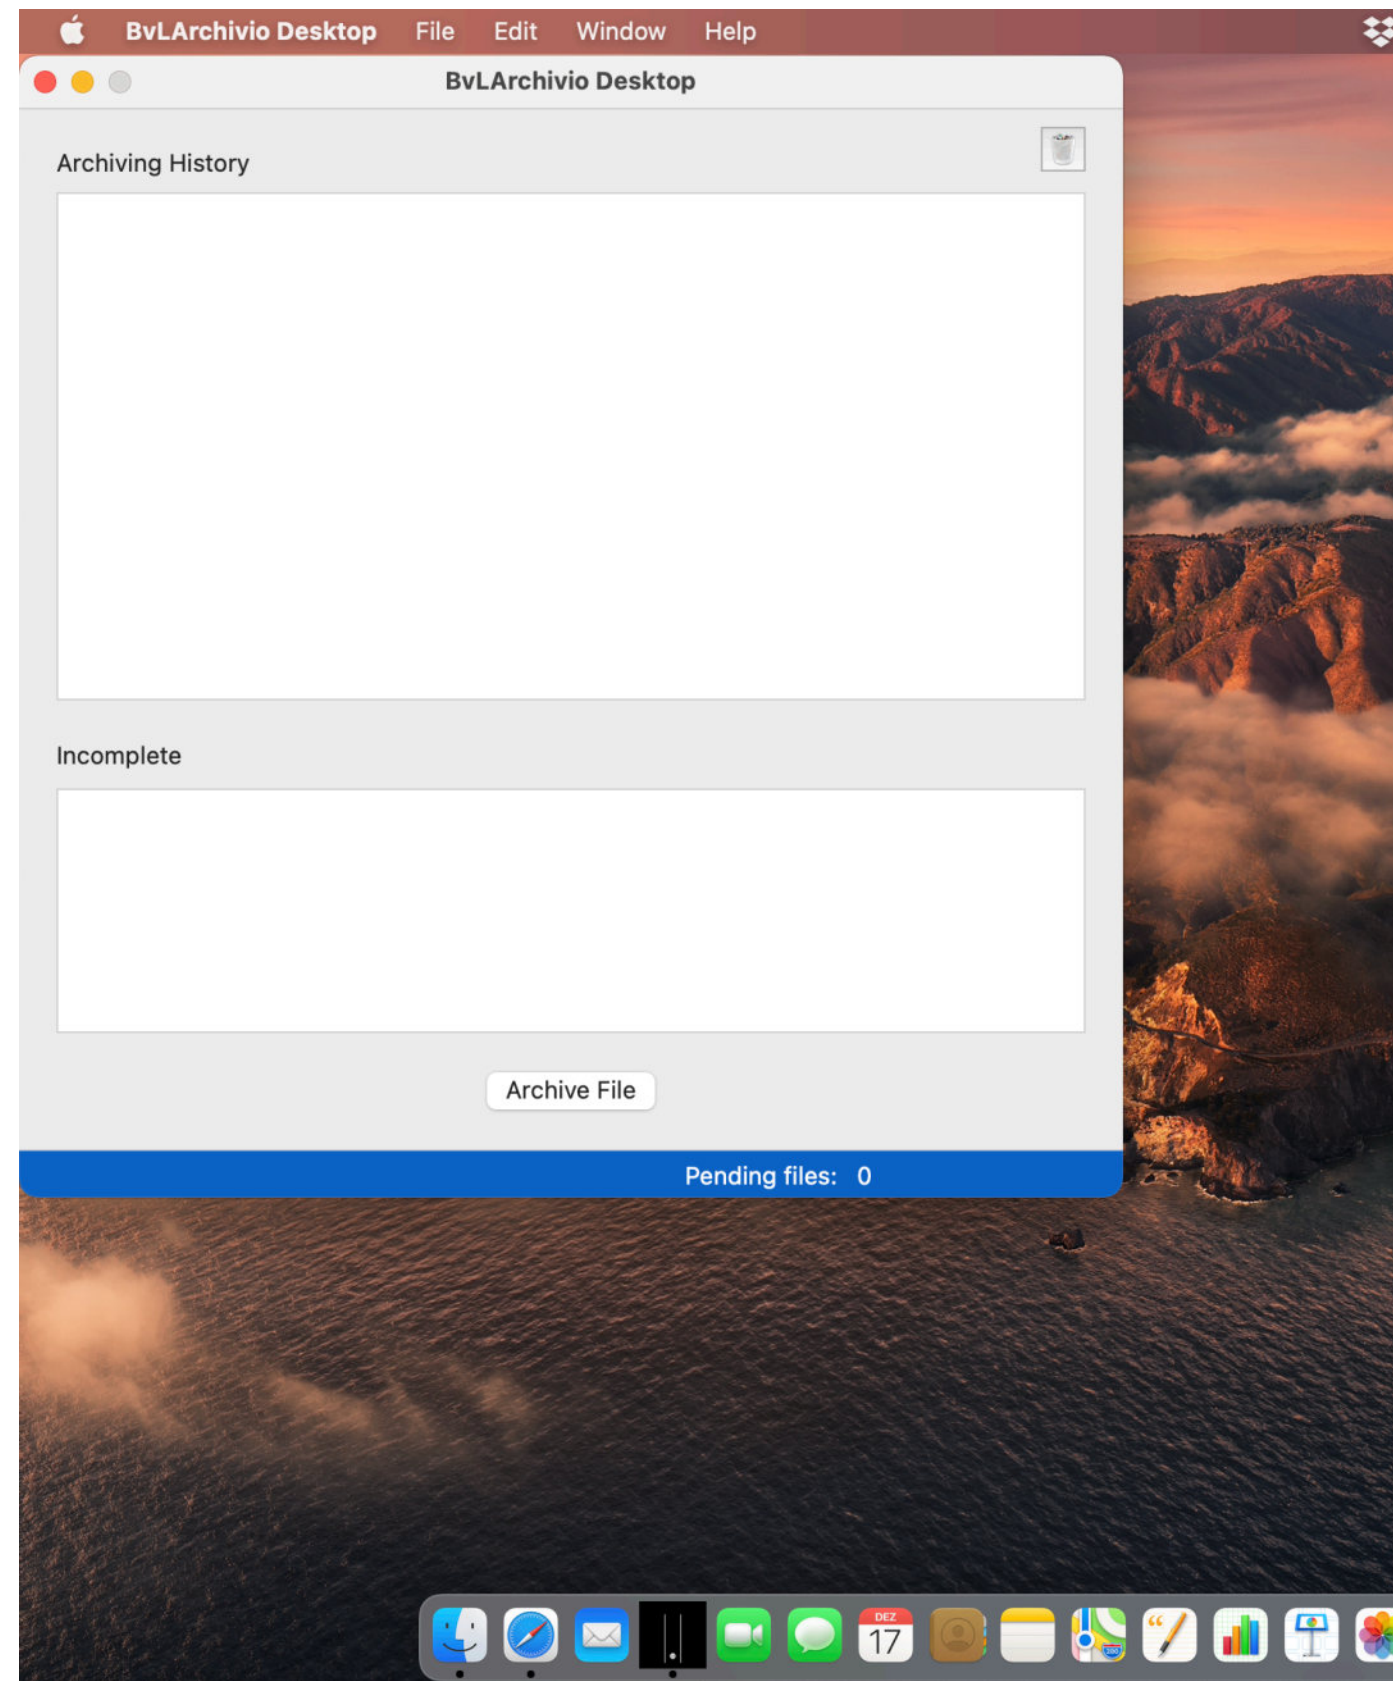 BvLArchivio Desktop File Edit Window Help
BvLArchivio Desktop
Archiving History
Incomplete
Archive File
Pending files: 0
DEZ
17